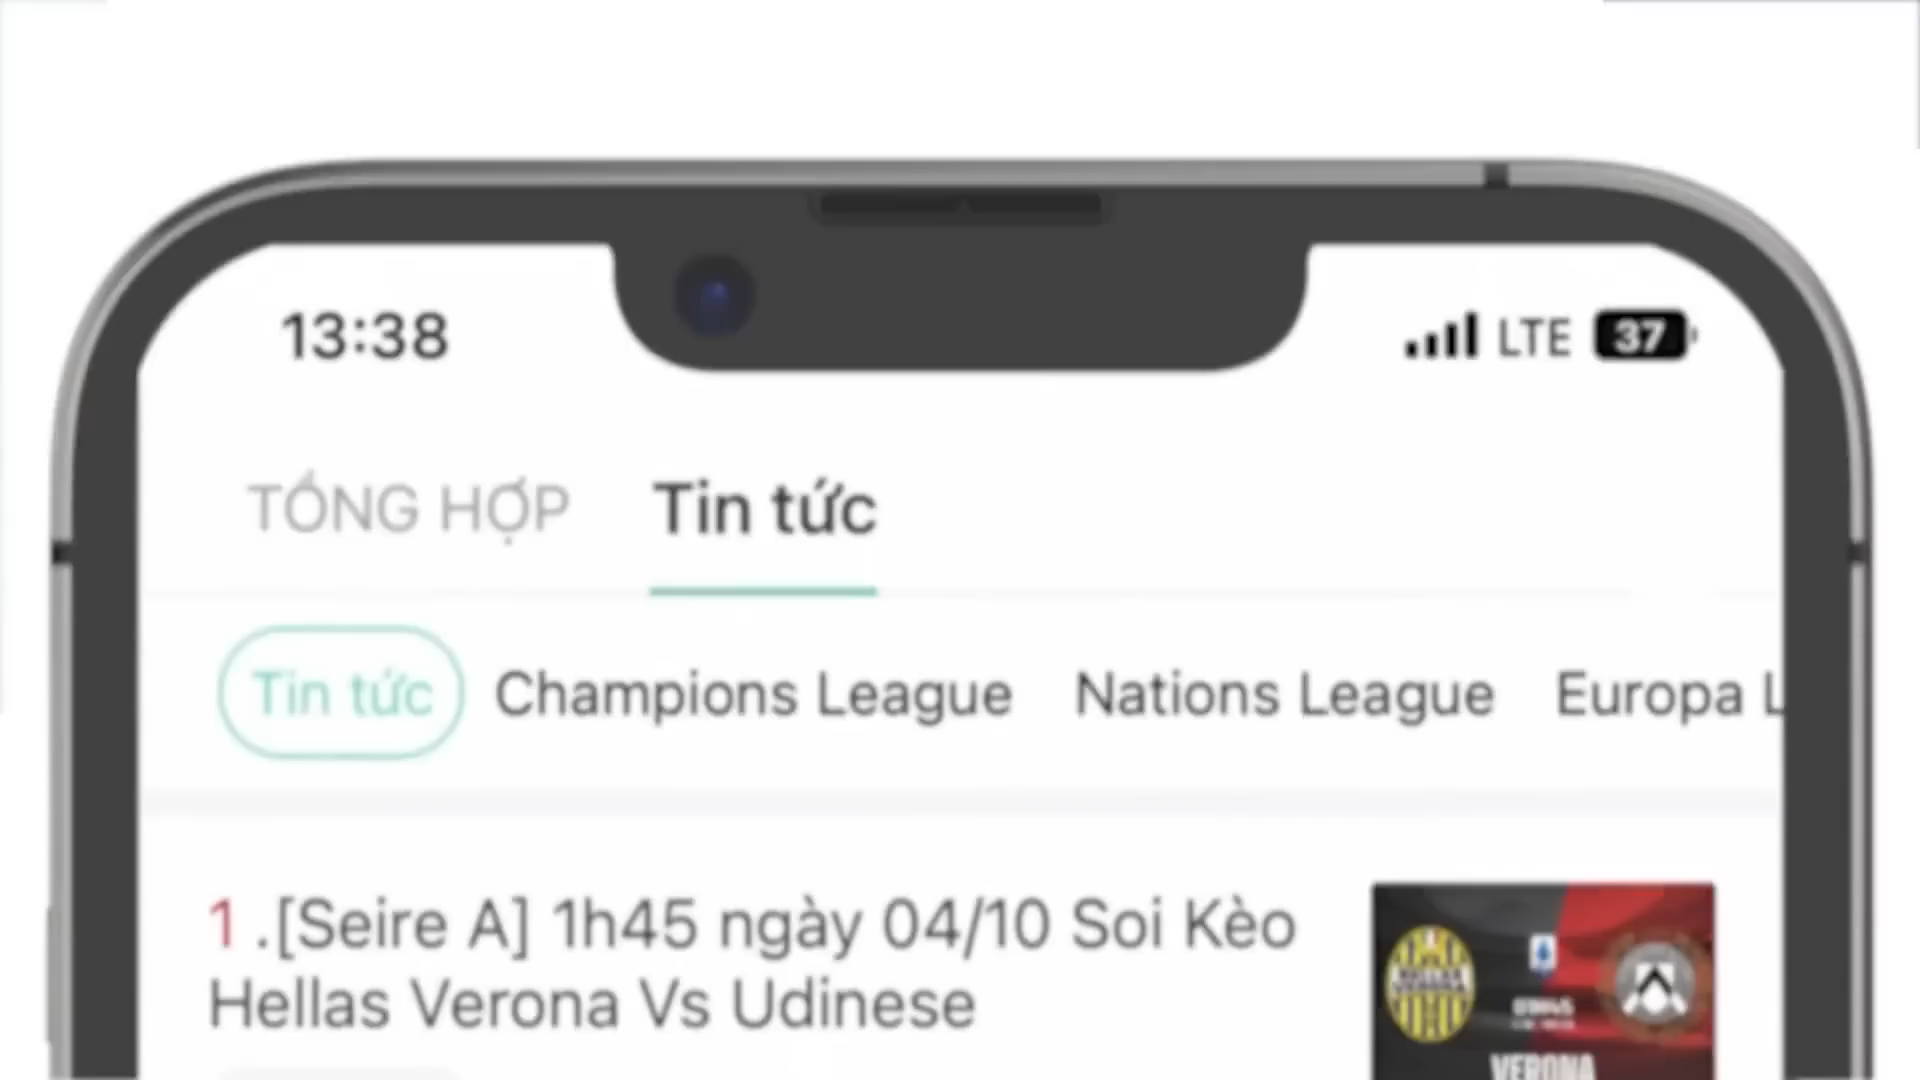 13:38
LTE 37
TỔNG HỢP Tin tức
Tin tức Champions League Nations League Europa L
1 .[Seire A] 1h45 ngày 04/10 Soi Kèo
Hellas Verona Vs Udinese
VERONA